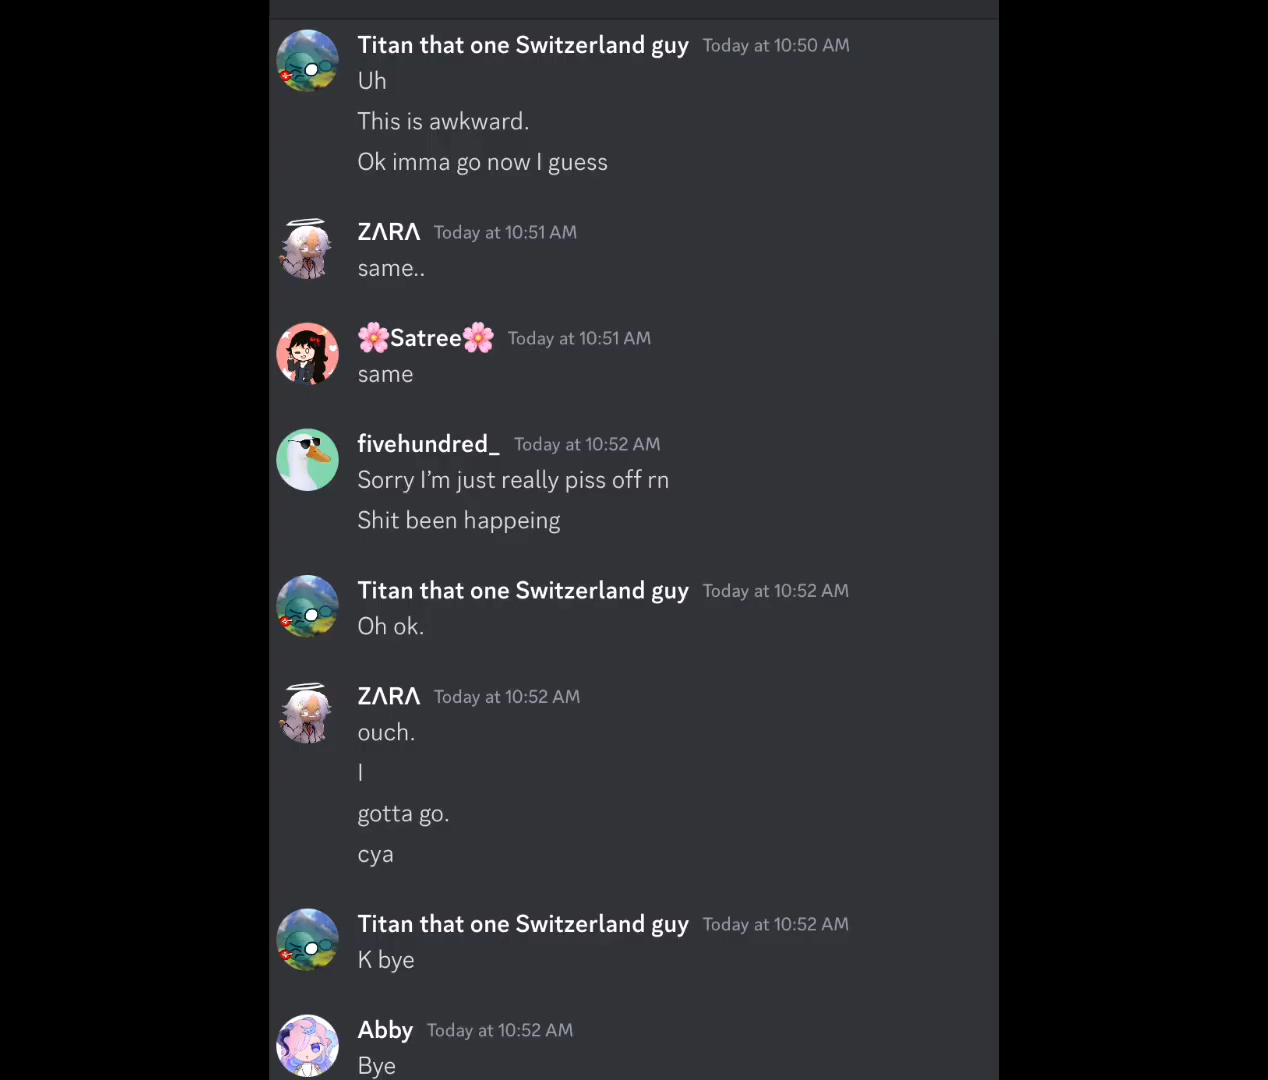 Titan that one Switzerland guy Today at 10:50 AM
Uh
This is awkward.
Ok imma go now I guess
ZΛRΛ Today at 10:51 AM
same..
🌸Satree🌸 Today at 10:51 AM
same
fivehundred_ Today at 10:52 AM
Sorry I’m just really piss off rn
Shit been happeing
Titan that one Switzerland guy Today at 10:52 AM
Oh ok.
ZΛRΛ Today at 10:52 AM
ouch.
I
gotta go.
cya
Titan that one Switzerland guy Today at 10:52 AM
K bye
Abby Today at 10:52 AM
Bye